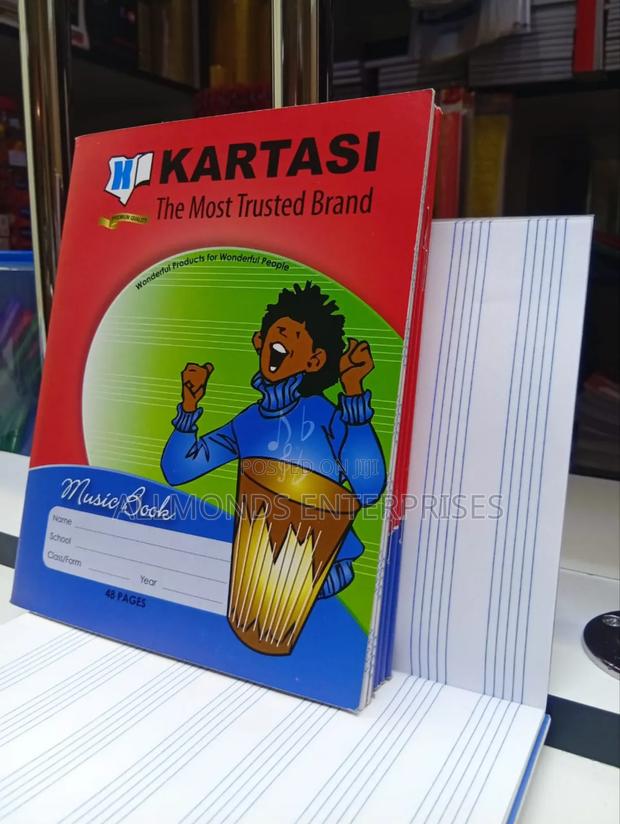 K KARTASI
The Most Trusted Brand
PREMIUM QUALITY
Wonderful Products for Wonderful People
POSTED ON JIJI
ALIMONDS ENTERPRISES
Music Book
Name
School
Class/Form
Year
48 PAGES